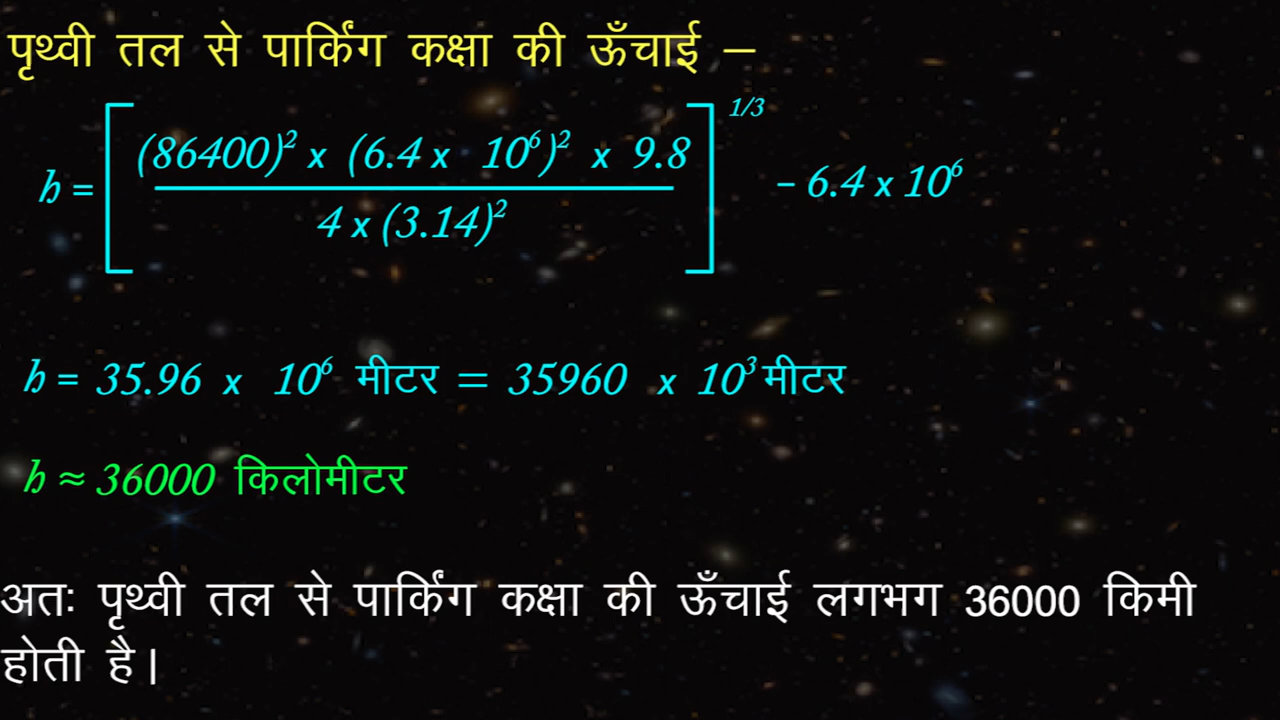 पृथ्वी तल से पार्किंग कक्षा की ऊँचाई –
h = [ (86400)² x (6.4 x 10⁶)² x 9.8 / 4 x (3.14)² ]^1/3 – 6.4 x 10⁶
h = 35.96 x 10⁶ मीटर = 35960 x 10³ मीटर
h ≈ 36000 किलोमीटर
अतः पृथ्वी तल से पार्किंग कक्षा की ऊँचाई लगभग 36000 किमी
होती है।